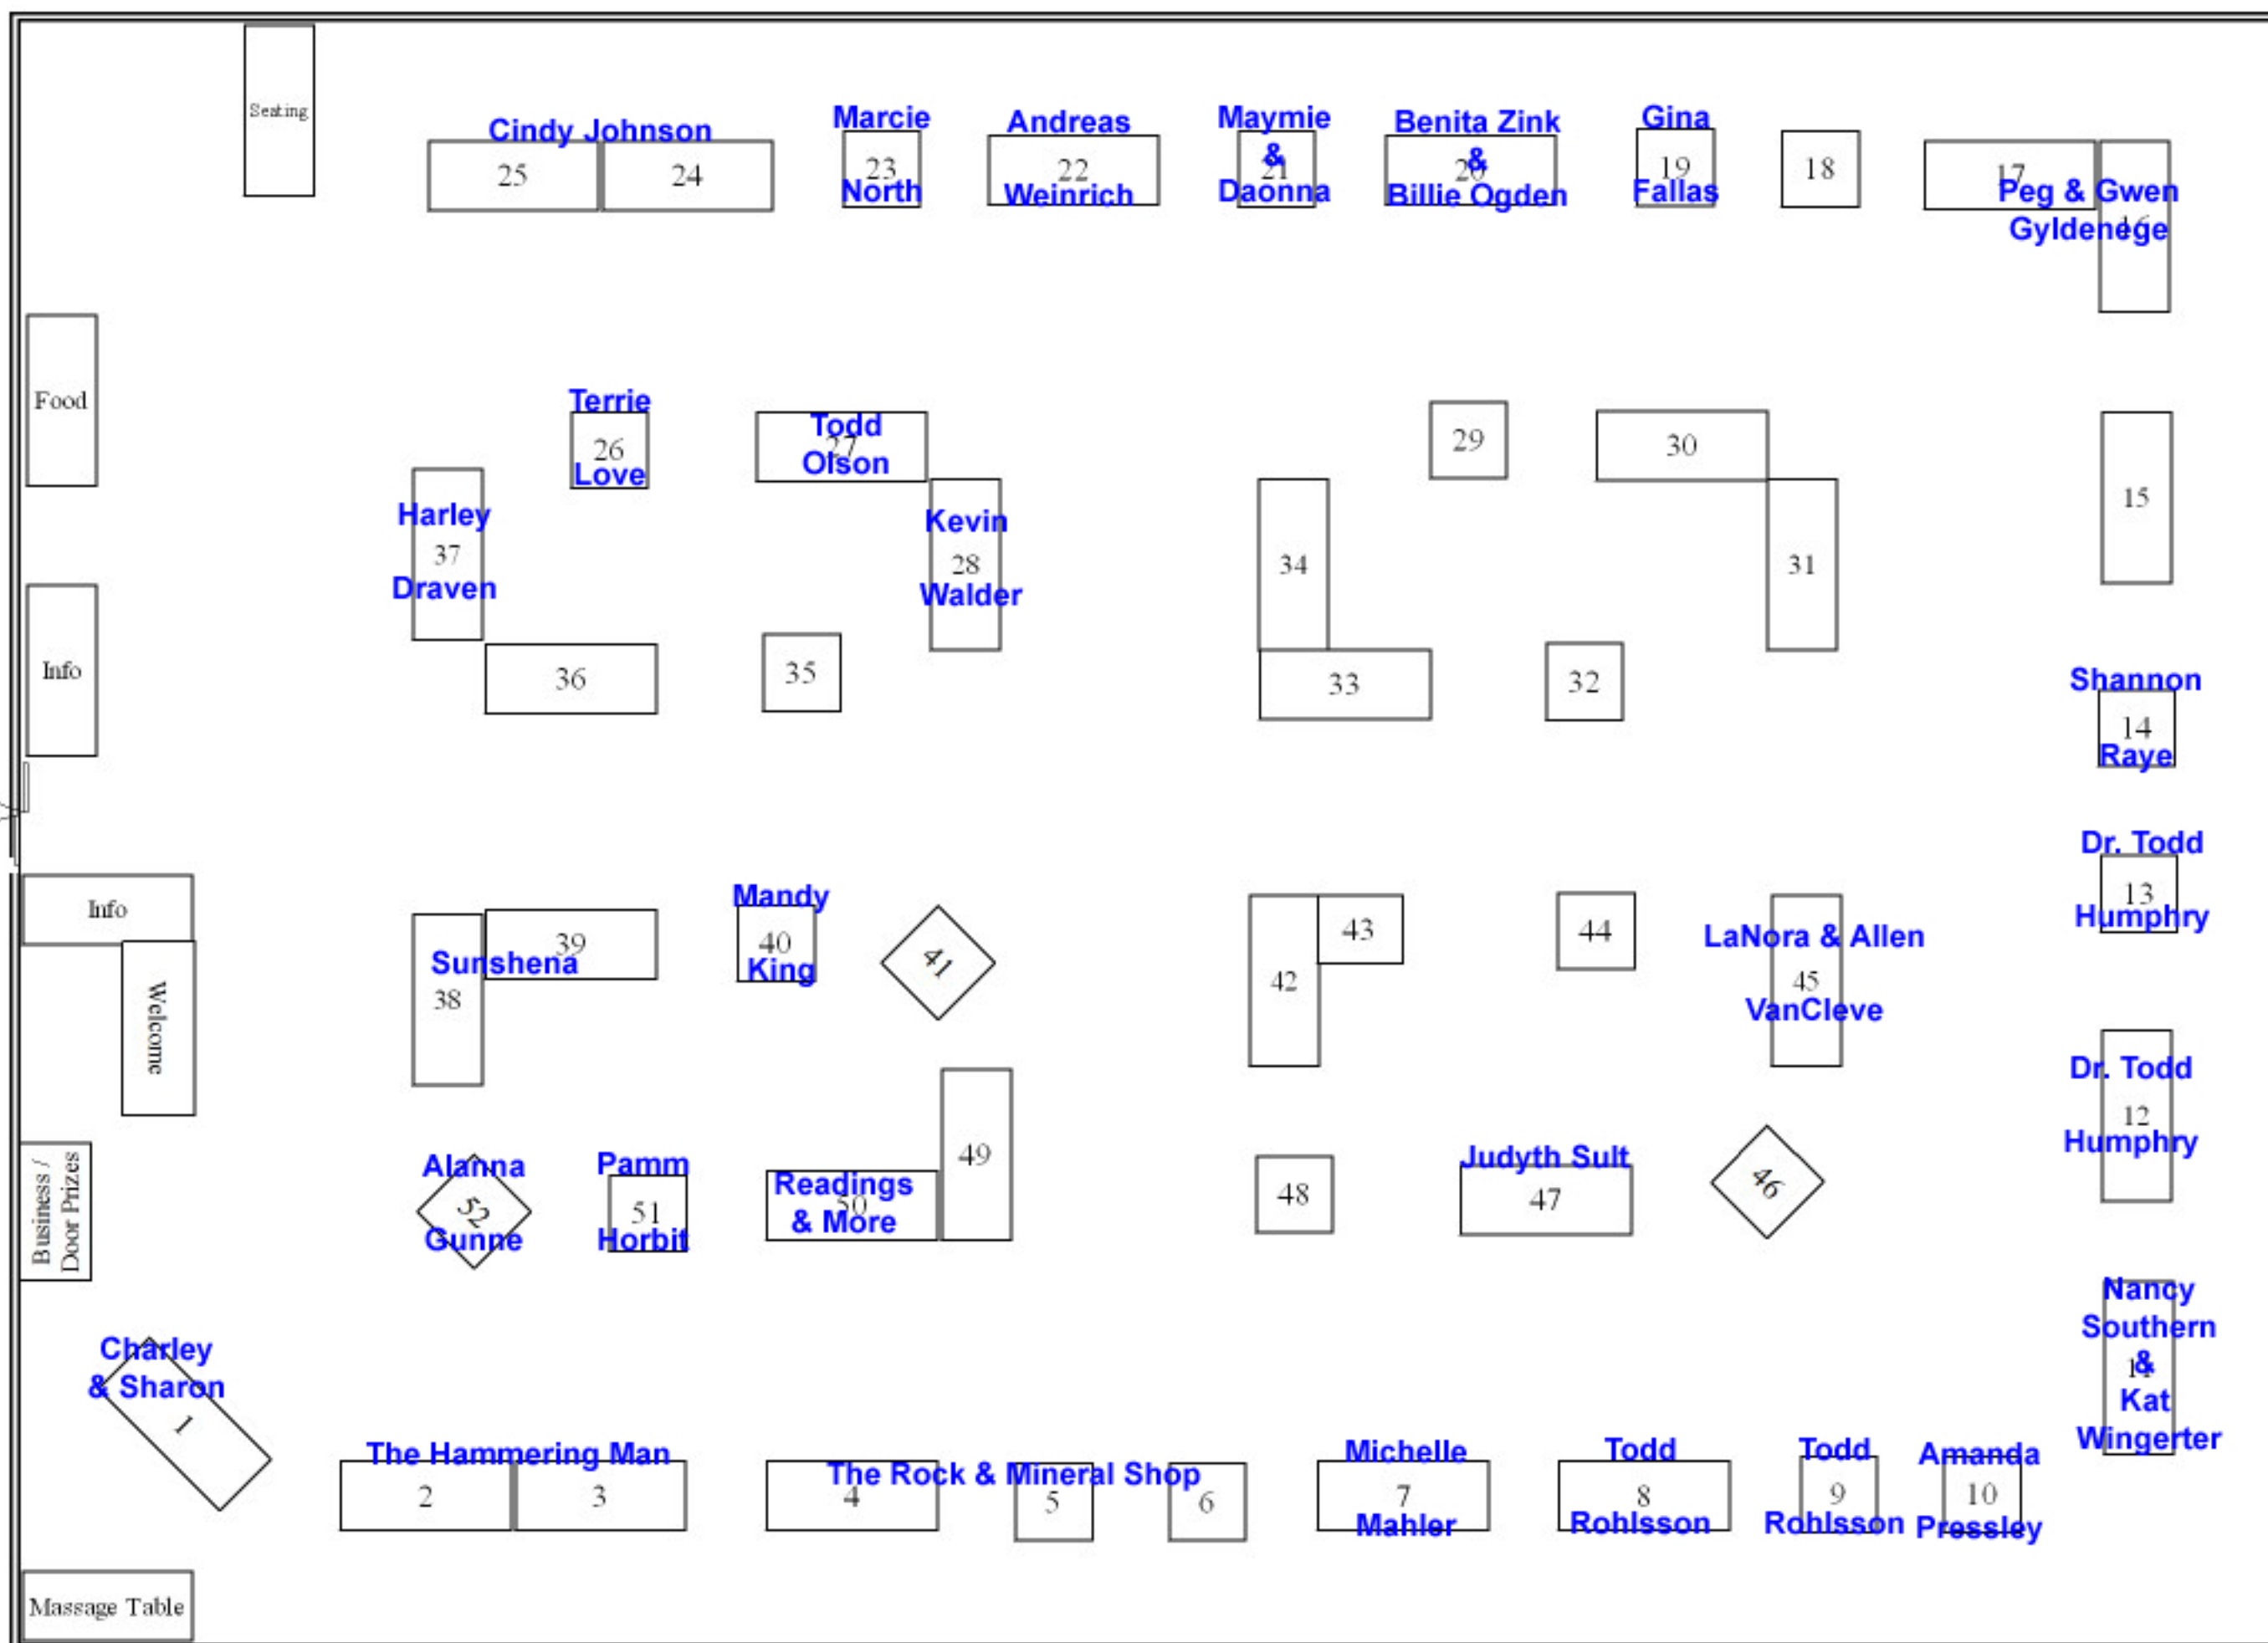 Seating
Cindy Johnson
25
24
Marcie
23
North
Andreas
22
Weinrich
Maymie
&
21
Daonna
Benita Zink
&
20
Billie Ogden
Gina
19
Fallas
18
17
Peg & Gwen
16
Gyldenege
Food
Terrie
26
Love
Todd
27
Olson
29
30
15
Harley
37
Draven
Kevin
28
Walder
34
31
Info
36
35
33
32
Shannon
14
Raye
Dr. Todd
13
Humphry
Info
Welcome
39
Sunshena
38
Mandy
40
King
41
42
43
44
LaNora & Allen
45
VanCleve
Dr. Todd
12
Humphry
Business /
Door Prizes
Alanna
52
Gunne
Pamm
51
Horbit
Readings
50
& More
49
48
Judyth Sult
47
46
Nancy
Southern
&
11
Kat
Wingerter
Charley
& Sharon
1
The Hammering Man
2
3
The Rock & Mineral Shop
4
5
6
Michelle
7
Mahler
Todd
8
Rohlsson
Todd
9
Rohlsson
Amanda
10
Pressley
Massage Table